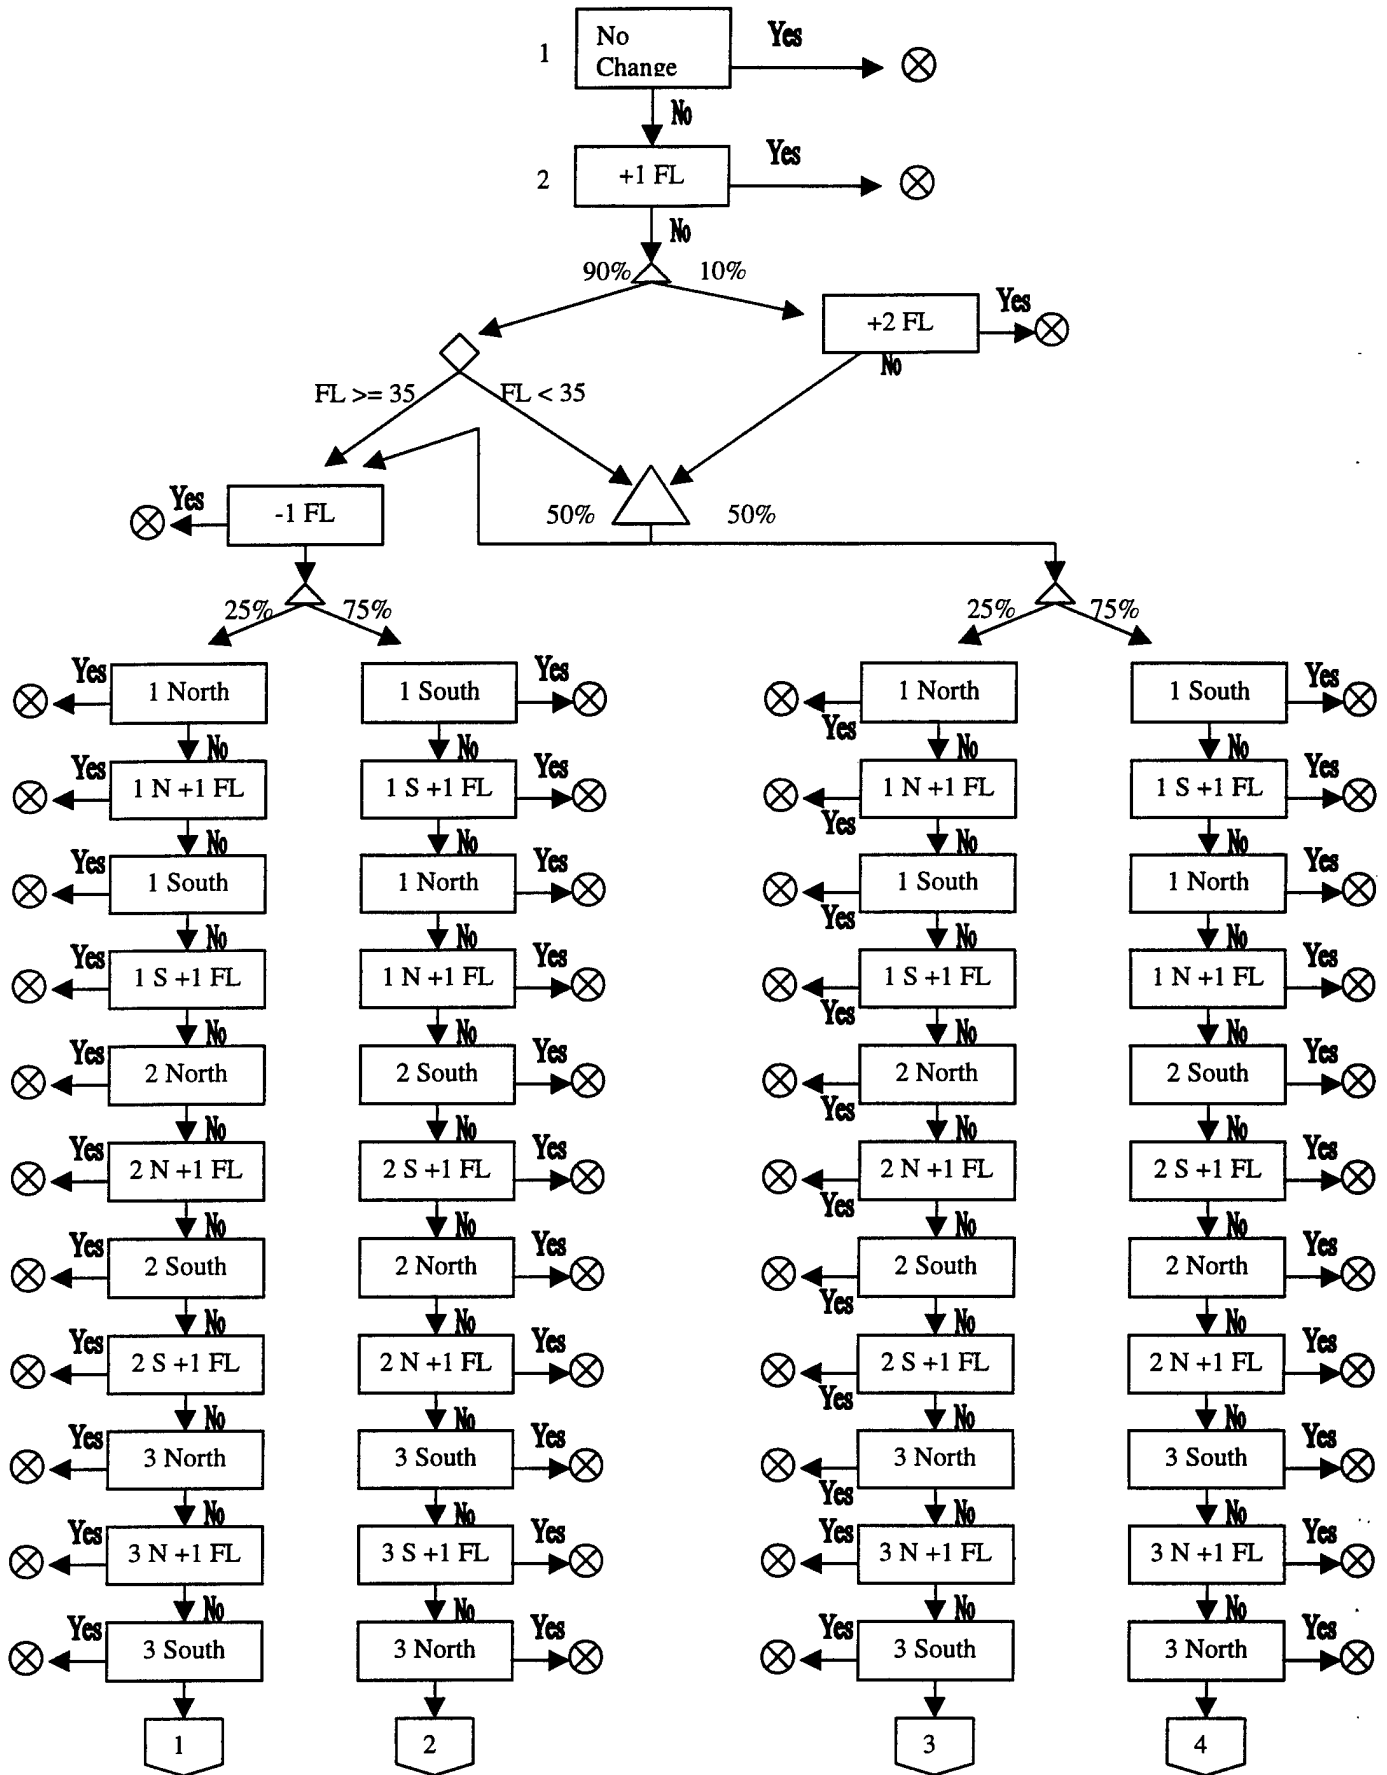 No
Change
Yes
1
No
+1 FL
Yes
2
No
90%
10%
+2 FL
Yes
No
FL >= 35
FL < 35
Yes
-1 FL
50%
50%
25%
75%
25%
75%
Yes
1 North
1 South
Yes
1 North
Yes
1 South
Yes
No
No
No
No
Yes
1 N +1 FL
1 S +1 FL
Yes
1 N +1 FL
Yes
1 S +1 FL
Yes
No
No
No
No
Yes
1 South
1 North
Yes
1 South
Yes
1 North
Yes
No
No
No
No
Yes
1 S +1 FL
1 N +1 FL
Yes
1 S +1 FL
Yes
1 N +1 FL
Yes
No
No
No
No
Yes
2 North
2 South
Yes
2 North
Yes
2 South
Yes
No
No
No
No
Yes
2 N +1 FL
2 S +1 FL
Yes
2 N +1 FL
Yes
2 S +1 FL
Yes
No
No
No
No
Yes
2 South
2 North
Yes
2 South
Yes
2 North
Yes
No
No
No
No
Yes
2 S +1 FL
2 N +1 FL
Yes
2 S +1 FL
Yes
2 N +1 FL
Yes
No
No
No
No
Yes
3 North
3 South
Yes
3 North
Yes
3 South
Yes
No
No
No
No
Yes
3 N +1 FL
3 S +1 FL
Yes
3 N +1 FL
Yes
3 N +1 FL
Yes
No
No
No
No
Yes
3 South
3 North
Yes
3 South
Yes
3 North
Yes
1
2
3
4